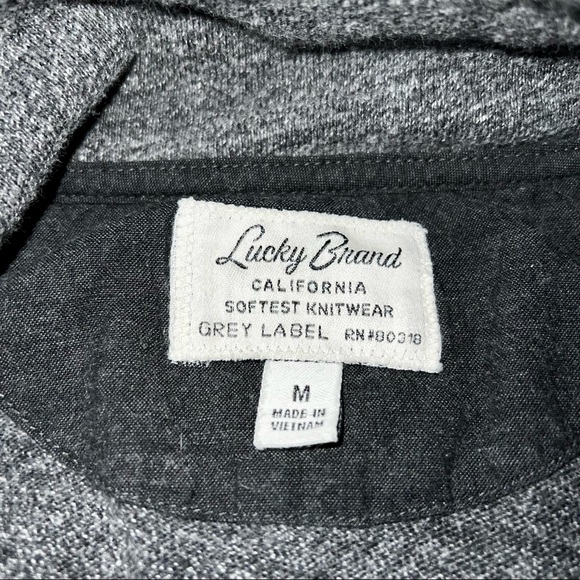 Lucky Brand
CALIFORNIA
SOFTEST KNITWEAR
GREY LABEL RN#80318
M
MADE IN
VIETNAM